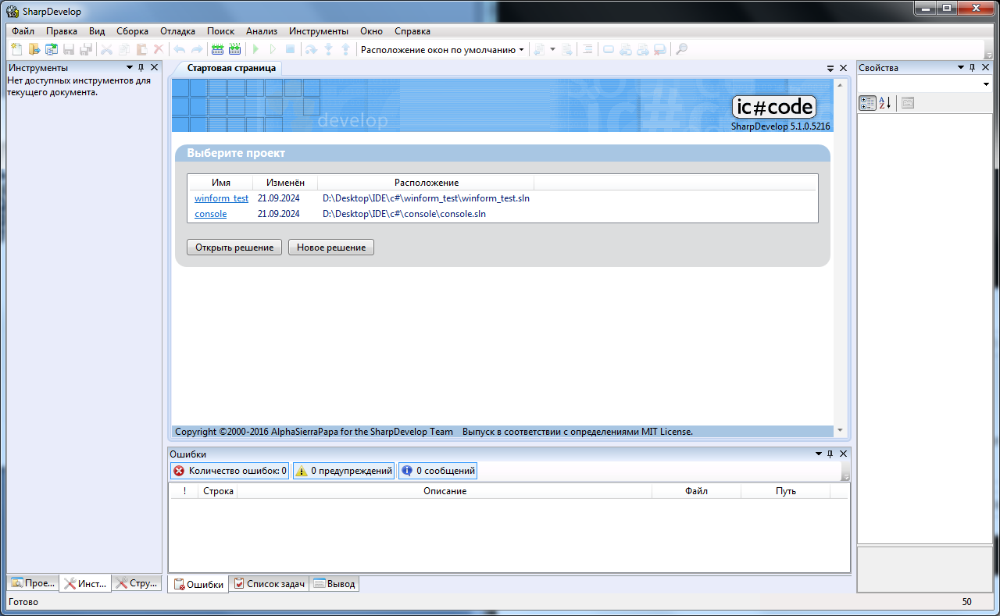 SharpDevelop
Файл Правка Вид Сборка Отладка Поиск Анализ Инструменты Окно Справка
Расположение окон по умолчанию
Инструменты
Нет доступных инструментов для
текущего документа.
Стартовая страница
develop
ic#code
SharpDevelop 5.1.0.5216
Выберите проект
Имя Изменён Расположение
winform_test 21.09.2024 D:\Desktop\IDE\c#\winform_test\winform_test.sln
console 21.09.2024 D:\Desktop\IDE\c#\console\console.sln
Открыть решение Новое решение
Copyright ©2000-2016 AlphaSierraPapa for the SharpDevelop Team Выпуск в соответствии с определениями MIT License.
Ошибки
Количество ошибок: 0 0 предупреждений 0 сообщений
! Строка Описание Файл Путь
Свойства
Прое... Инст... Стру...
Ошибки Список задач Вывод
Готово 50